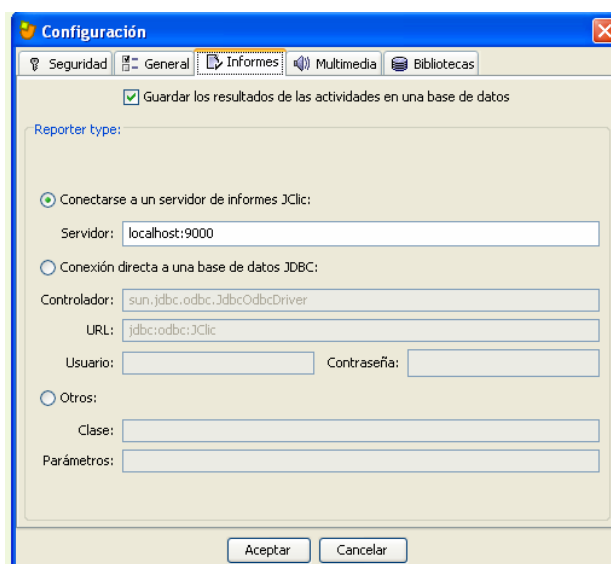 Configuración
Seguridad General Informes Multimedia Bibliotecas
Guardar los resultados de las actividades en una base de datos
Reporter type:
Conectarse a un servidor de informes JClic:
Servidor: localhost:9000
Conexión directa a una base de datos JDBC:
Controlador: sun.jdbc.odbc.JdbcOdbcDriver
URL: jdbc:odbc:JClic
Usuario: Contraseña:
Otros:
Clase:
Parámetros:
Aceptar Cancelar